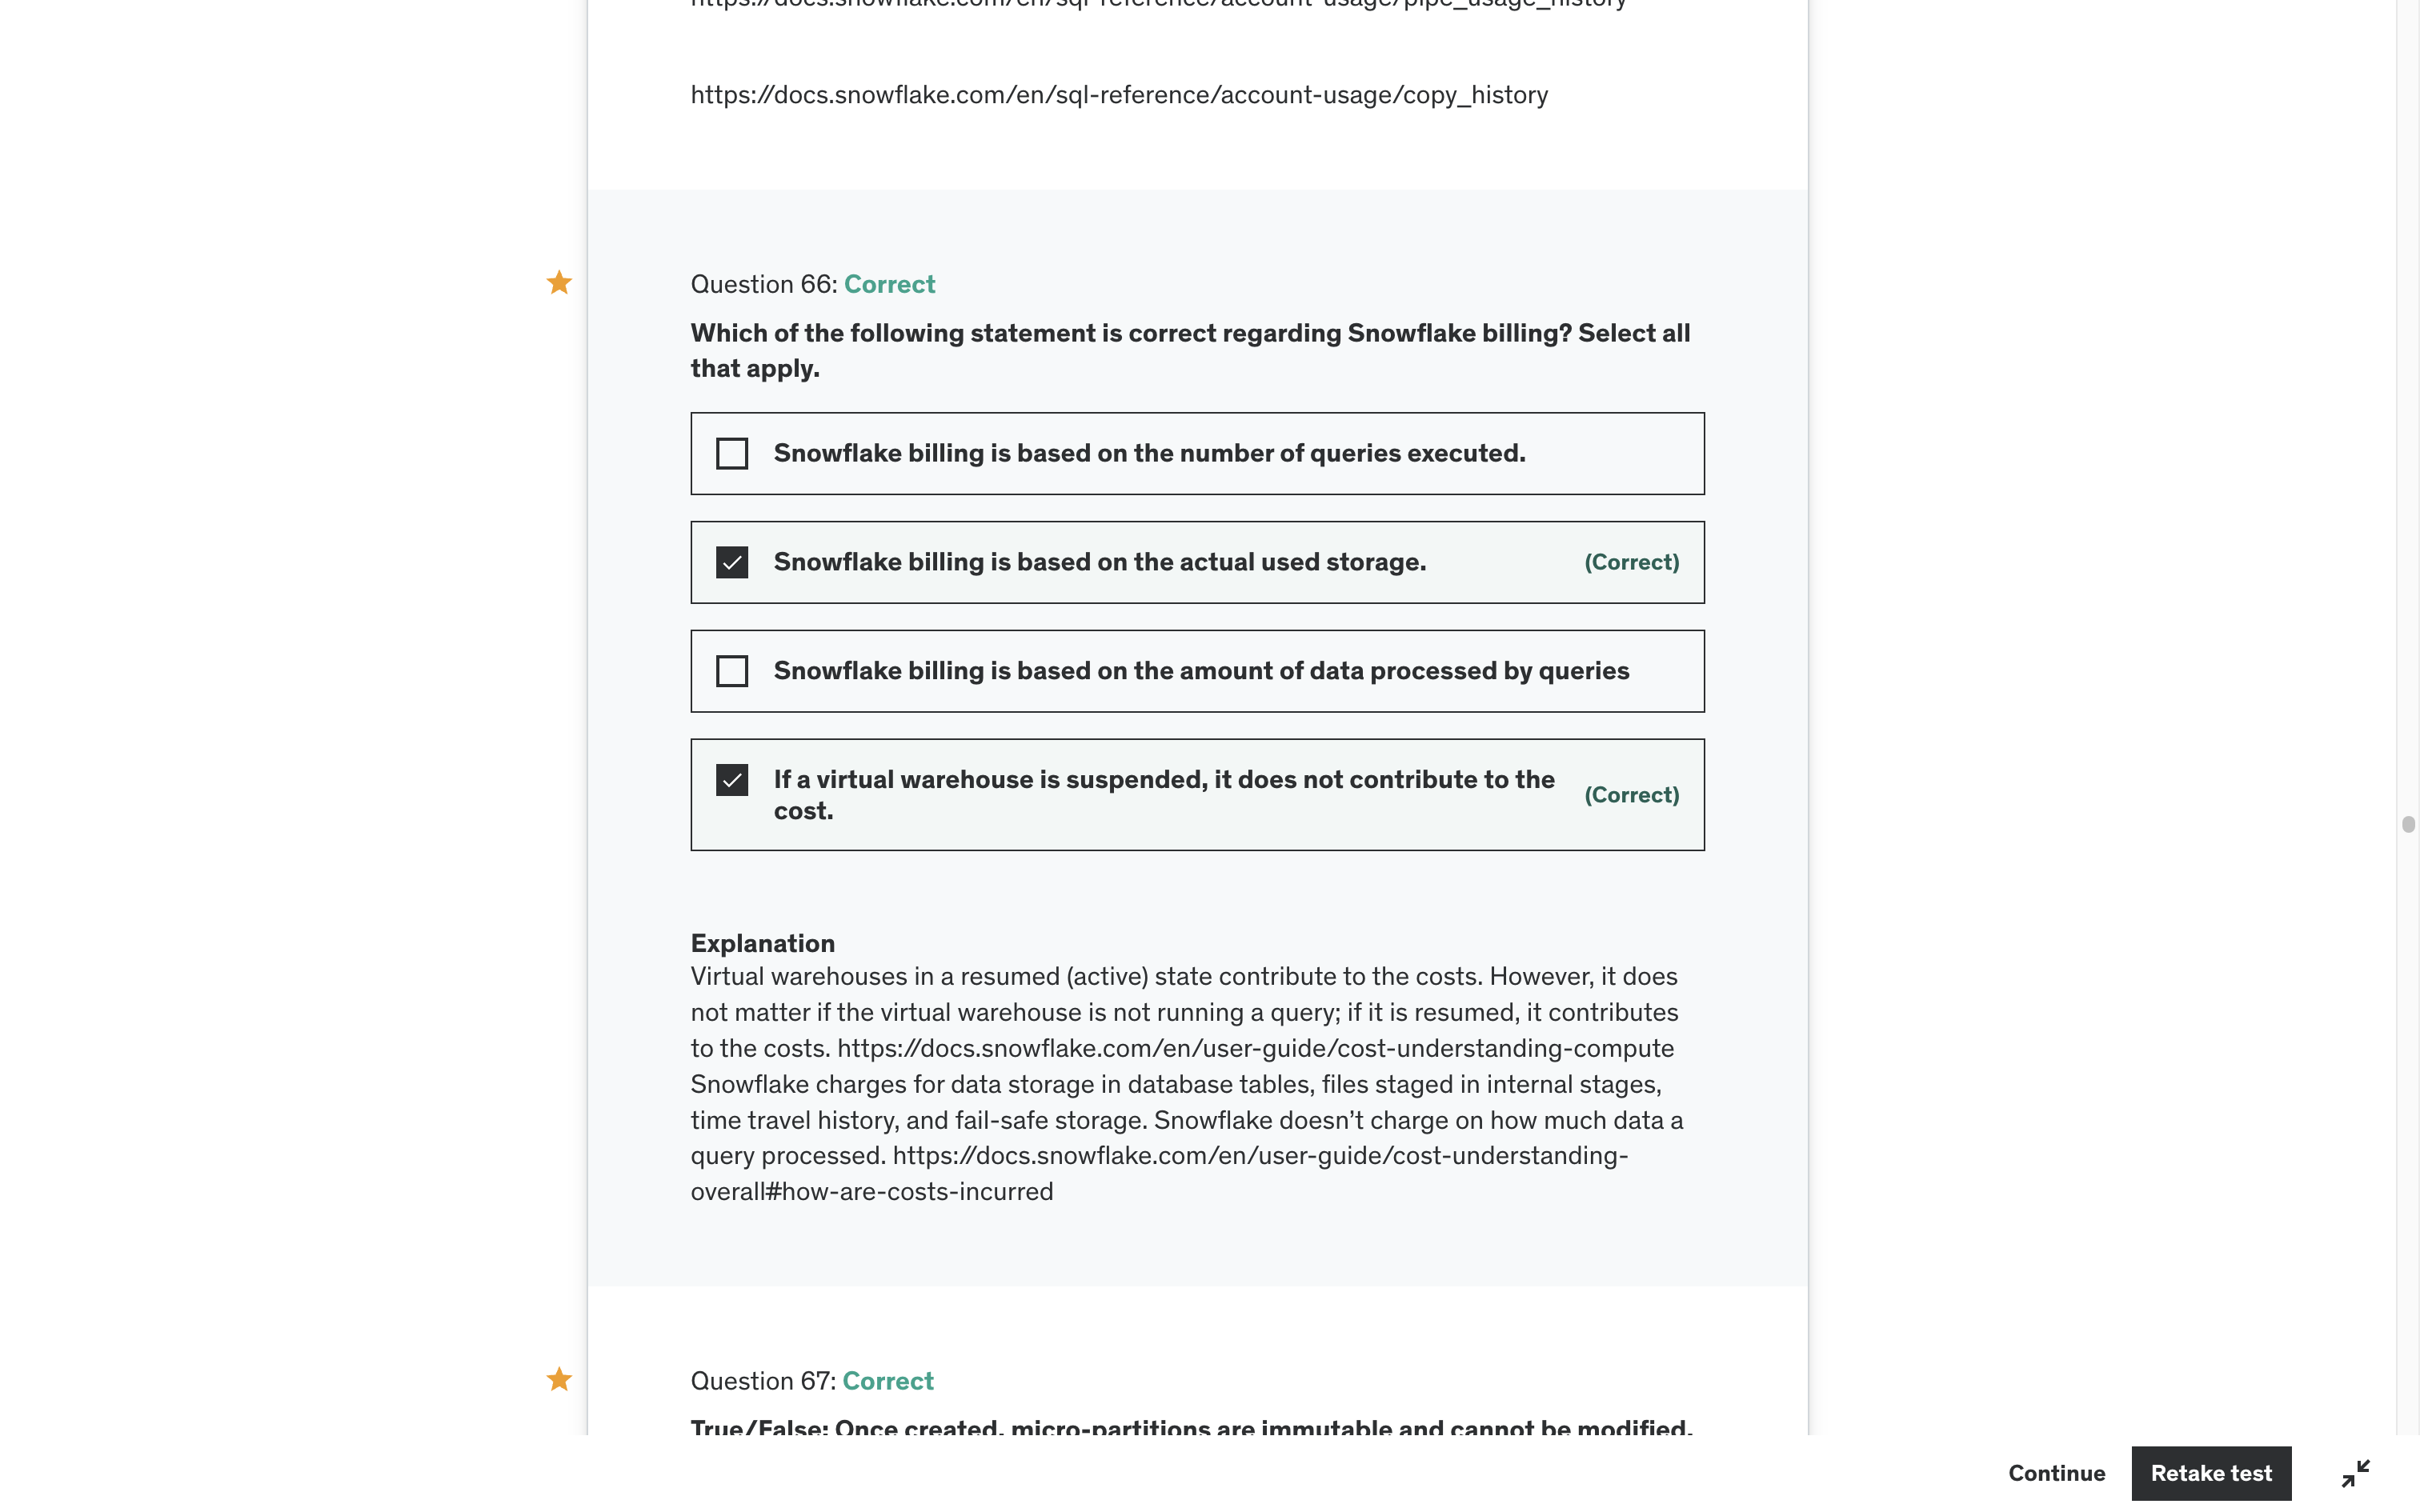 https://docs.snowflake.com/en/sql-reference/account-usage/pipe_usage_history
https://docs.snowflake.com/en/sql-reference/account-usage/copy_history
Question 66: Correct
Which of the following statement is correct regarding Snowflake billing? Select all
that apply.
Snowflake billing is based on the number of queries executed.
Snowflake billing is based on the actual used storage. (Correct)
Snowflake billing is based on the amount of data processed by queries
If a virtual warehouse is suspended, it does not contribute to the
cost.
(Correct)
Explanation
Virtual warehouses in a resumed (active) state contribute to the costs. However, it does
not matter if the virtual warehouse is not running a query; if it is resumed, it contributes
to the costs. https://docs.snowflake.com/en/user-guide/cost-understanding-compute
Snowflake charges for data storage in database tables, files staged in internal stages,
time travel history, and fail-safe storage. Snowflake doesn’t charge on how much data a
query processed. https://docs.snowflake.com/en/user-guide/cost-understanding-
overall#how-are-costs-incurred
Question 67: Correct
True/False: Once created, micro-partitions are immutable and cannot be modified.
Continue
Retake test